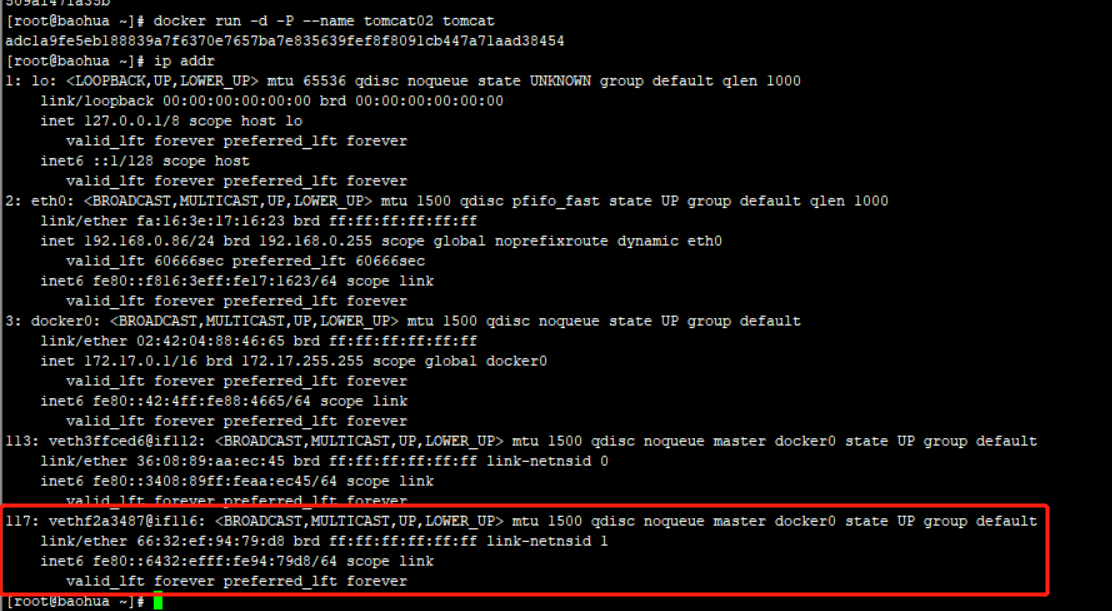 509a1471a35b
[root@baohua ~]# docker run -d -P --name tomcat02 tomcat
adc1a9fe5eb188839a7f6370e7657ba7e835639fef8f8091cb447a71aad38454
[root@baohua ~]# ip addr
1: lo: <LOOPBACK,UP,LOWER_UP> mtu 65536 qdisc noqueue state UNKNOWN group default qlen 1000
    link/loopback 00:00:00:00:00:00 brd 00:00:00:00:00:00
    inet 127.0.0.1/8 scope host lo
       valid_lft forever preferred_lft forever
    inet6 ::1/128 scope host
       valid_lft forever preferred_lft forever
2: eth0: <BROADCAST,MULTICAST,UP,LOWER_UP> mtu 1500 qdisc pfifo_fast state UP group default qlen 1000
    link/ether fa:16:3e:17:16:23 brd ff:ff:ff:ff:ff:ff
    inet 192.168.0.86/24 brd 192.168.0.255 scope global noprefixroute dynamic eth0
       valid_lft 60666sec preferred_lft 60666sec
    inet6 fe80::f816:3eff:fe17:1623/64 scope link
       valid_lft forever preferred_lft forever
3: docker0: <BROADCAST,MULTICAST,UP,LOWER_UP> mtu 1500 qdisc noqueue state UP group default
    link/ether 02:42:04:88:46:65 brd ff:ff:ff:ff:ff:ff
    inet 172.17.0.1/16 brd 172.17.255.255 scope global docker0
       valid_lft forever preferred_lft forever
    inet6 fe80::42:4ff:fe88:4665/64 scope link
       valid_lft forever preferred_lft forever
113: veth3ffced6@if112: <BROADCAST,MULTICAST,UP,LOWER_UP> mtu 1500 qdisc noqueue master docker0 state UP group default
    link/ether 36:08:89:aa:ec:45 brd ff:ff:ff:ff:ff:ff link-netnsid 0
    inet6 fe80::3408:89ff:feaa:ec45/64 scope link
       valid_lft forever preferred_lft forever
117: vethf2a3487@if116: <BROADCAST,MULTICAST,UP,LOWER_UP> mtu 1500 qdisc noqueue master docker0 state UP group default
    link/ether 66:32:ef:94:79:d8 brd ff:ff:ff:ff:ff:ff link-netnsid 1
    inet6 fe80::6432:efff:fe94:79d8/64 scope link
       valid_lft forever preferred_lft forever
[root@baohua ~]#